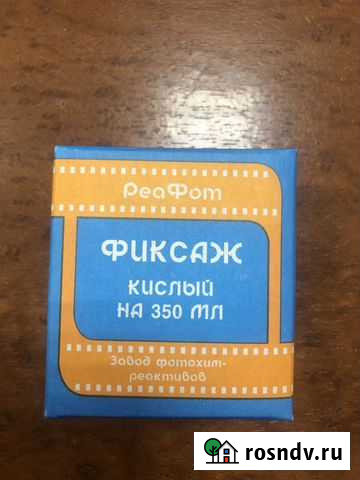 РеаФот
ФИКСАЖ
КИСЛЫЙ
НА 350 МЛ
Завод фотохим-
реактивов
rosndv.ru